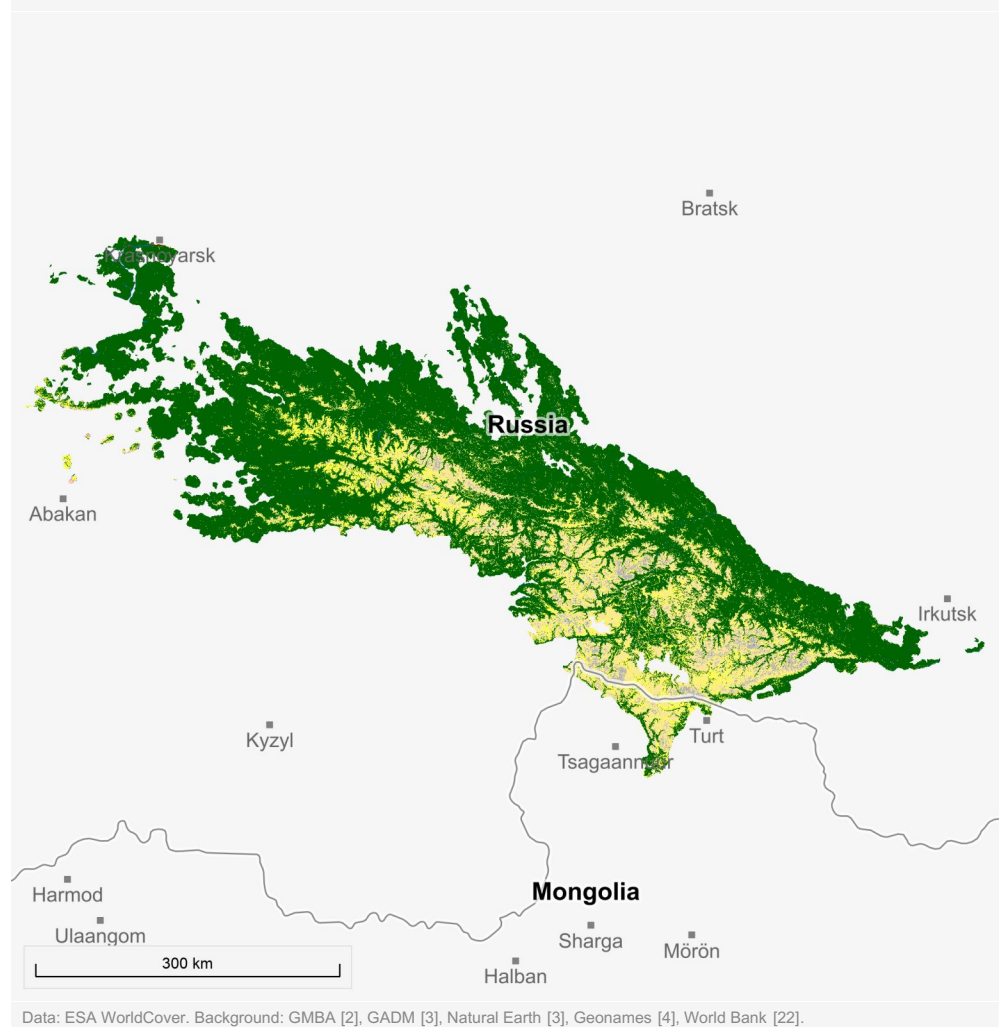 Bratsk
Krasnoyarsk
Russia
Abakan
Irkutsk
Kyzyl
Turt
Tsagaannuur
Harmod
Mongolia
Ulaangom
Sharga
Mörön
300 km
Halban
Data: ESA WorldCover. Background: GMBA [2], GADM [3], Natural Earth [3], Geonames [4], World Bank [22].